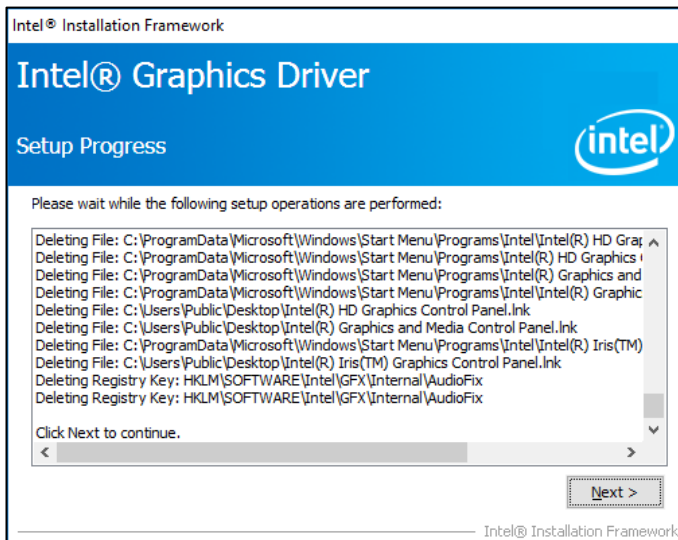 Intel® Installation Framework
Intel® Graphics Driver
Setup Progress
intel
Please wait while the following setup operations are performed:
Deleting File: C:\ProgramData\Microsoft\Windows\Start Menu\Programs\Intel\Intel(R) HD Grap
Deleting File: C:\ProgramData\Microsoft\Windows\Start Menu\Programs\Intel(R) HD Graphics
Deleting File: C:\ProgramData\Microsoft\Windows\Start Menu\Programs\Intel(R) Graphics and
Deleting File: C:\ProgramData\Microsoft\Windows\Start Menu\Programs\Intel\Intel(R) Graphic
Deleting File: C:\Users\Public\Desktop\Intel(R) HD Graphics Control Panel.lnk
Deleting File: C:\Users\Public\Desktop\Intel(R) Graphics and Media Control Panel.lnk
Deleting File: C:\ProgramData\Microsoft\Windows\Start Menu\Programs\Intel\Intel(R) Iris(TM)
Deleting File: C:\Users\Public\Desktop\Intel(R) Iris(TM) Graphics Control Panel.lnk
Deleting Registry Key: HKLM\SOFTWARE\Intel\GFX\Internal\AudioFix
Deleting Registry Key: HKLM\SOFTWARE\Intel\GFX\Internal\AudioFix
Click Next to continue.
Next >
Intel® Installation Framework